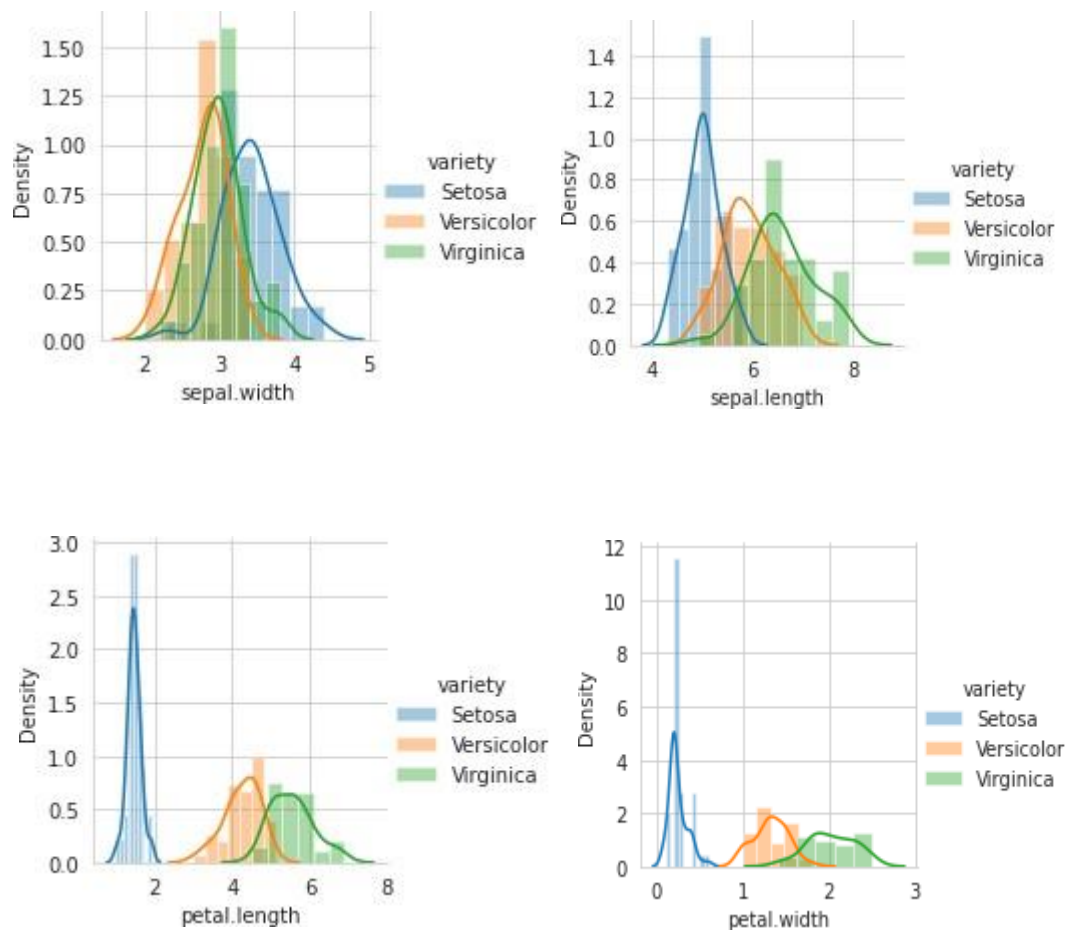 1.50
1.25
1.00
0.75
0.50
0.25
0.00
Density
2 3 4 5
sepal.width
variety
Setosa
Versicolor
Virginica
1.4
1.2
1.0
0.8
0.6
0.4
0.2
0.0
Density
4 6 8
sepal.length
variety
Setosa
Versicolor
Virginica
3.0
2.5
2.0
1.5
1.0
0.5
0.0
Density
2 4 6 8
petal.length
variety
Setosa
Versicolor
Virginica
12
10
8
6
4
2
0
Density
0 1 2 3
petal.width
variety
Setosa
Versicolor
Virginica